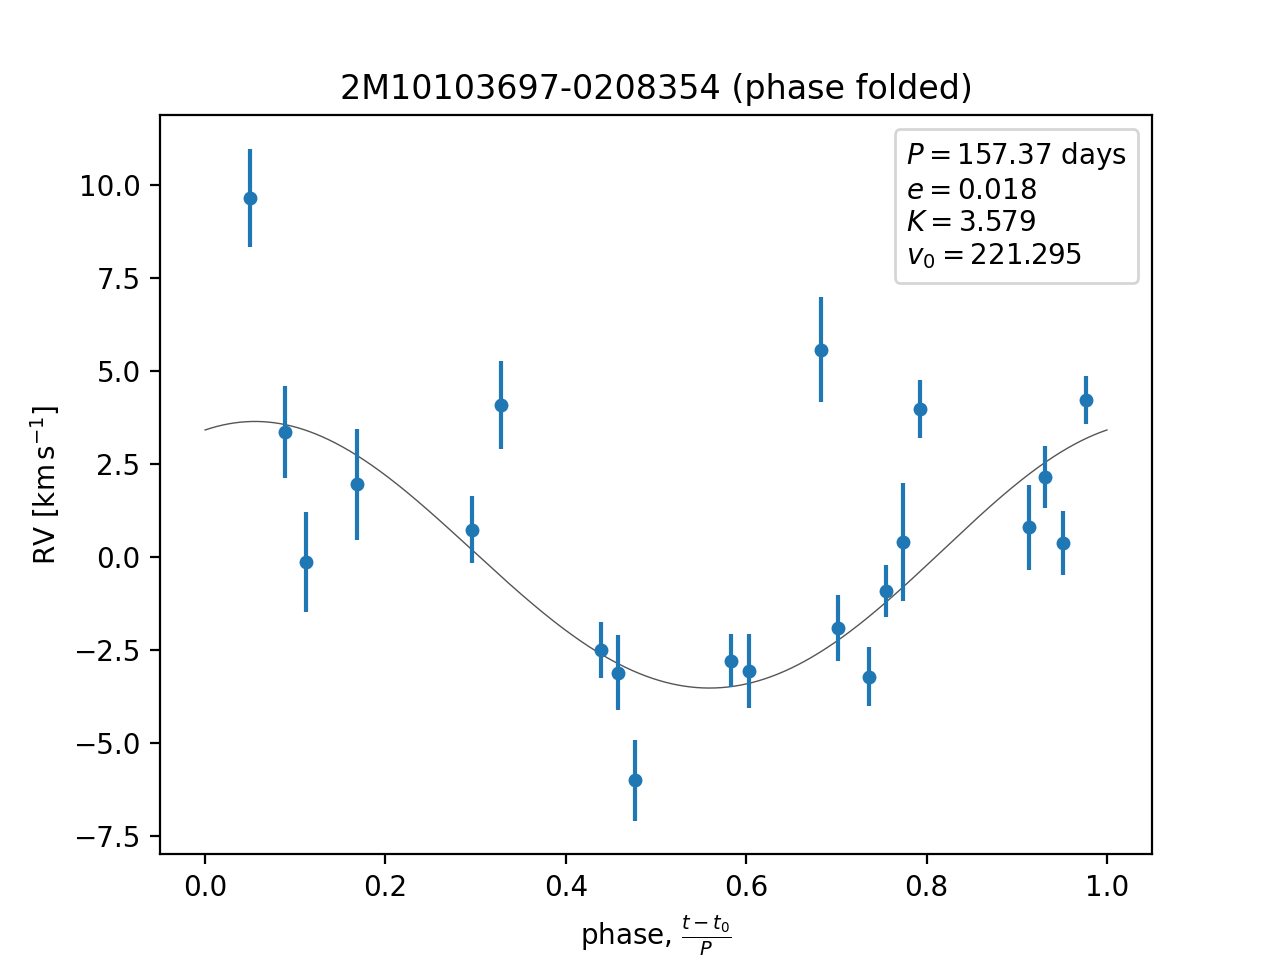 2M10103697-0208354 (phase folded)
P = 157.37 days
e = 0.018
K = 3.579
v₀ = 221.295
10.0
7.5
5.0
2.5
0.0
−2.5
−5.0
−7.5
RV [km s⁻¹]
0.0 0.2 0.4 0.6 0.8 1.0
phase, (t − t₀)/P